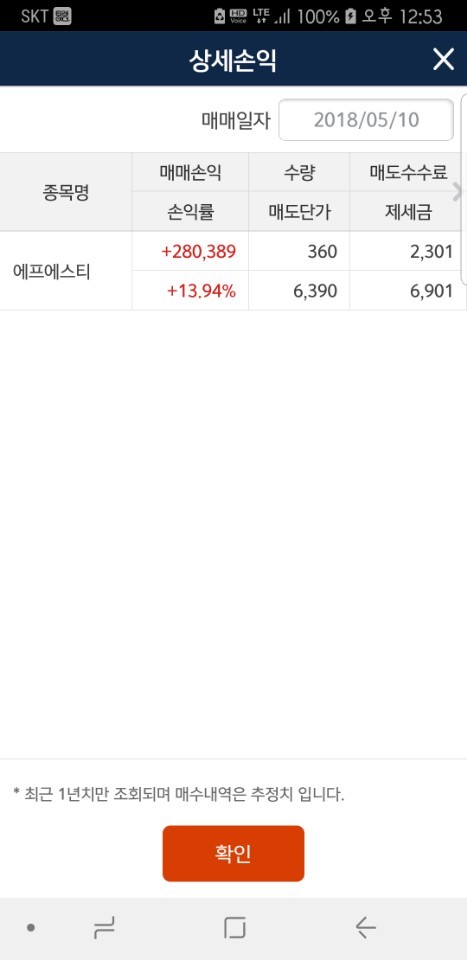 SKT HD Voice LTE 100% 오후 12:53
상세손익
매매일자 2018/05/10
종목명 매매손익 수량 매도수수료
손익률 매도단가 제세금
에프에스티 +280,389 360 2,301
+13.94% 6,390 6,901
* 최근 1년치만 조회되며 매수내역은 추정치 입니다.
확인